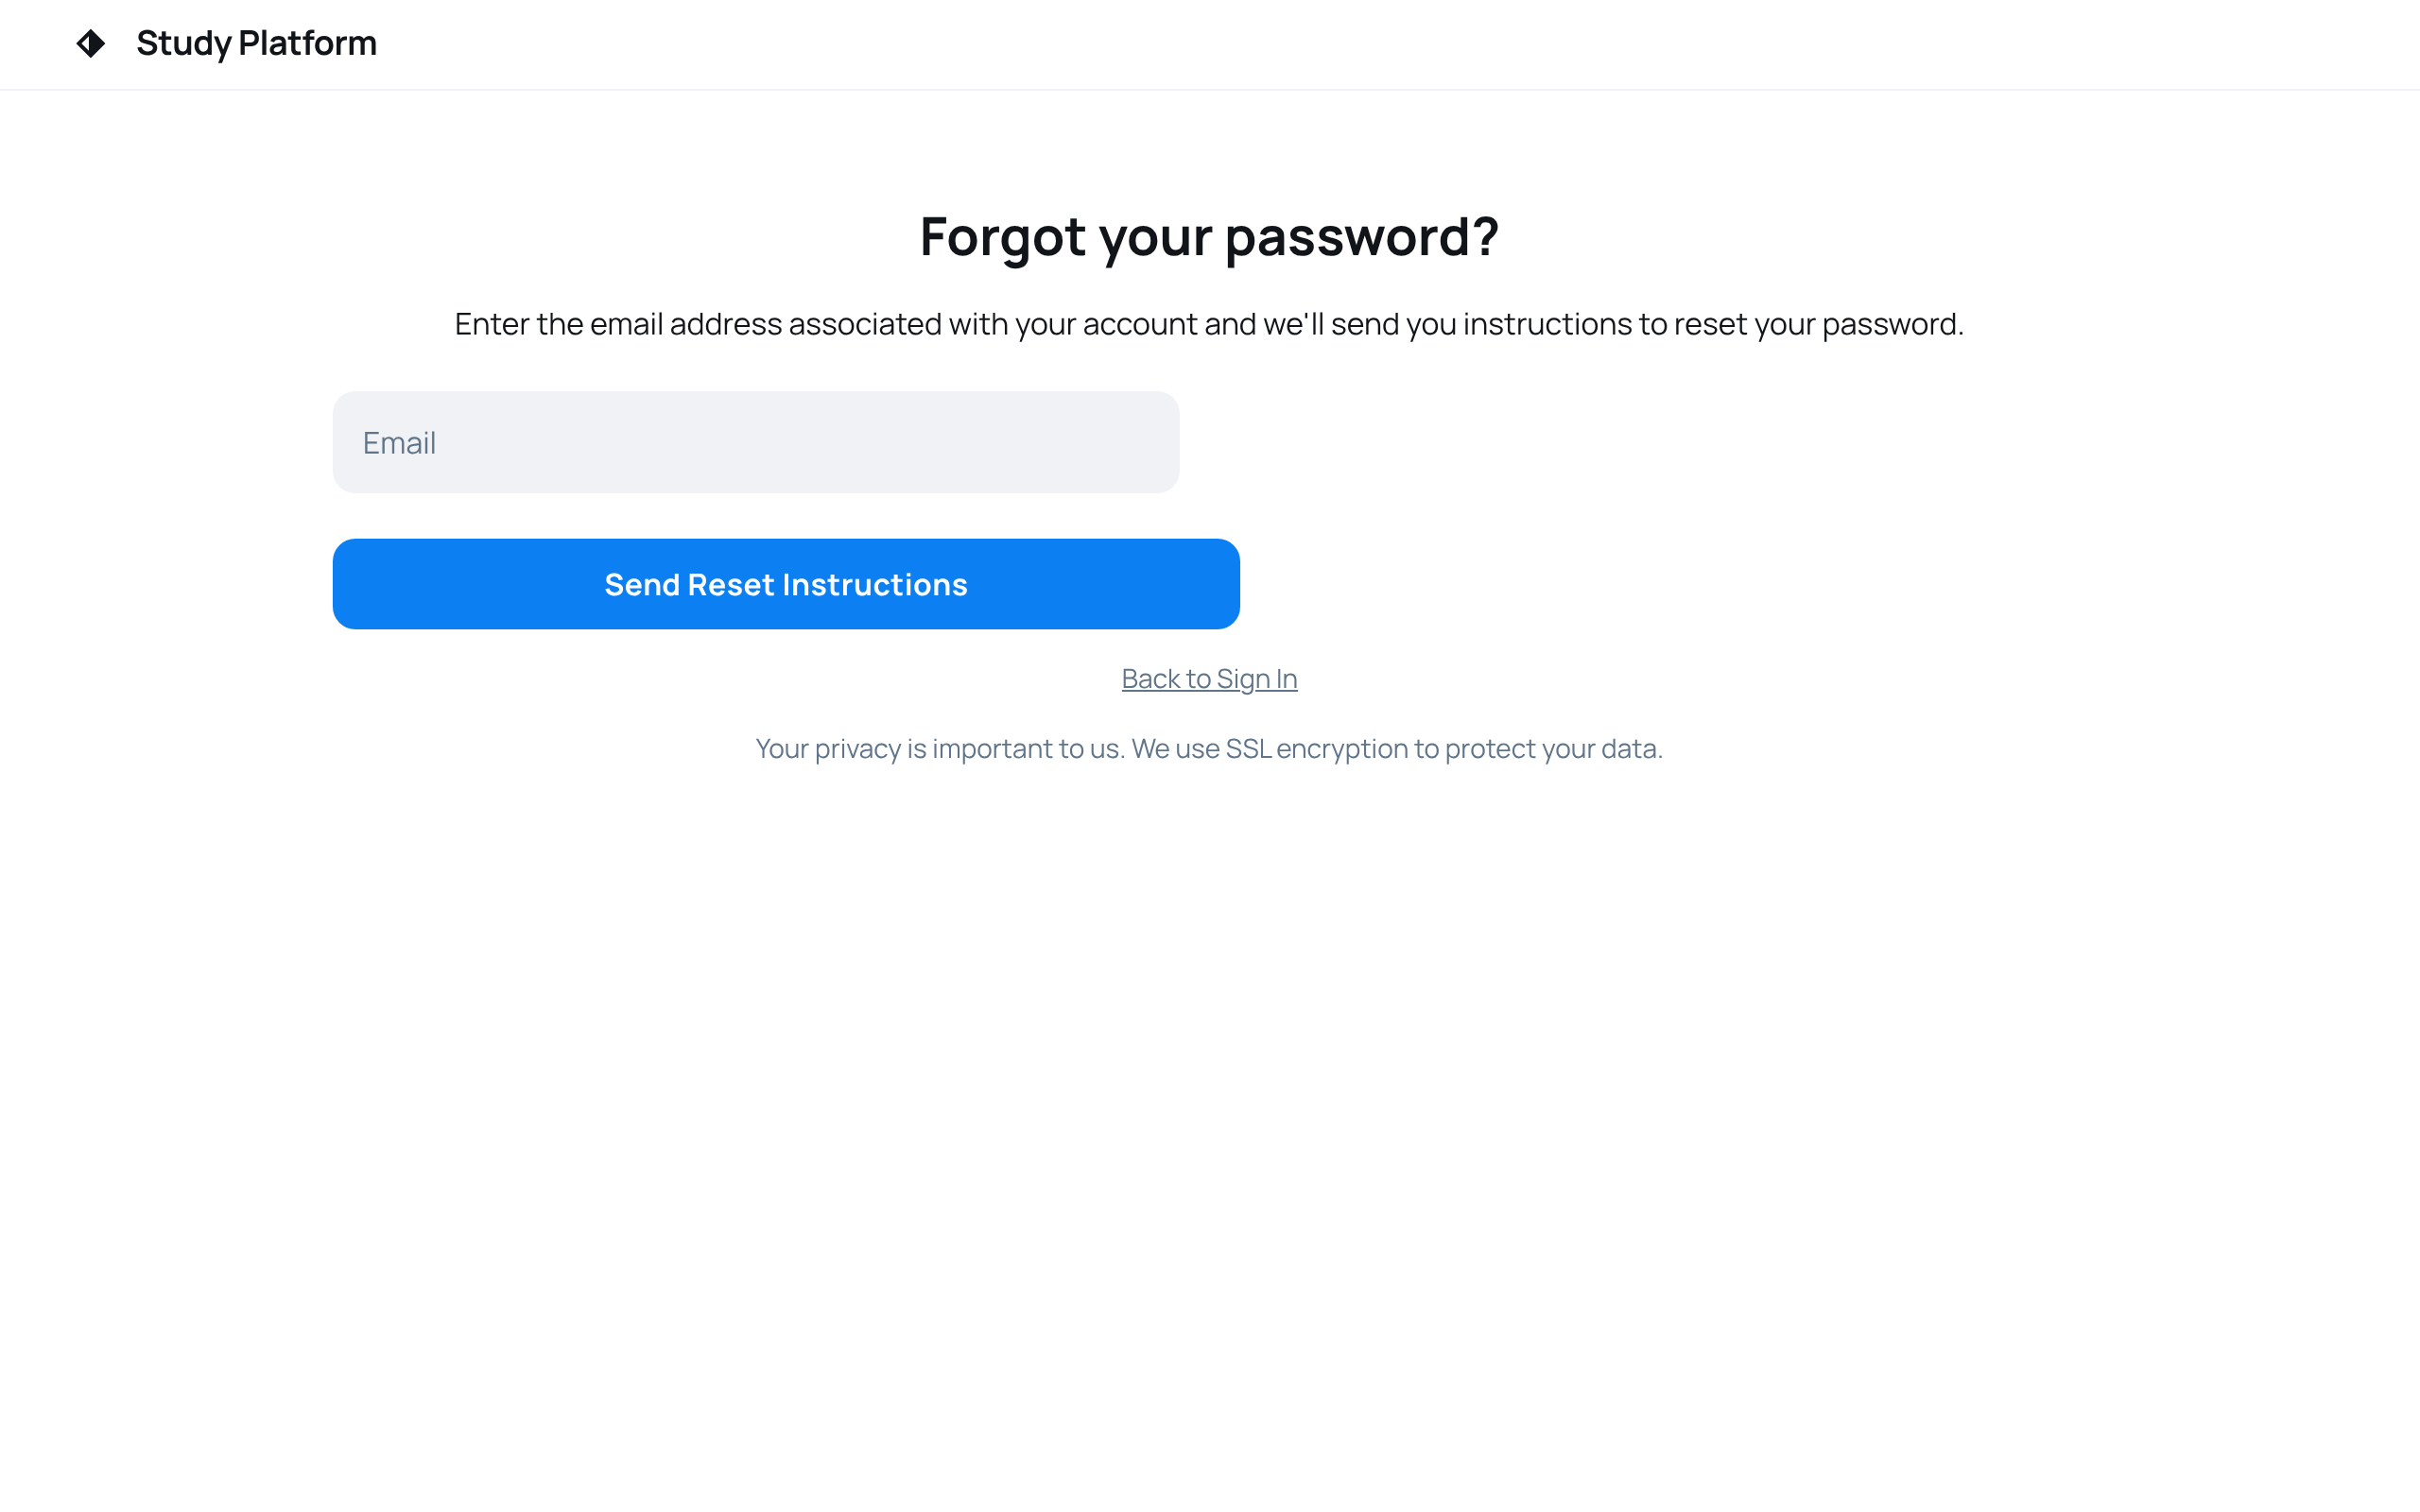 Study Platform
Forgot your password?
Enter the email address associated with your account and we'll send you instructions to reset your password.
Email
Send Reset Instructions
Back to Sign In
Your privacy is important to us. We use SSL encryption to protect your data.